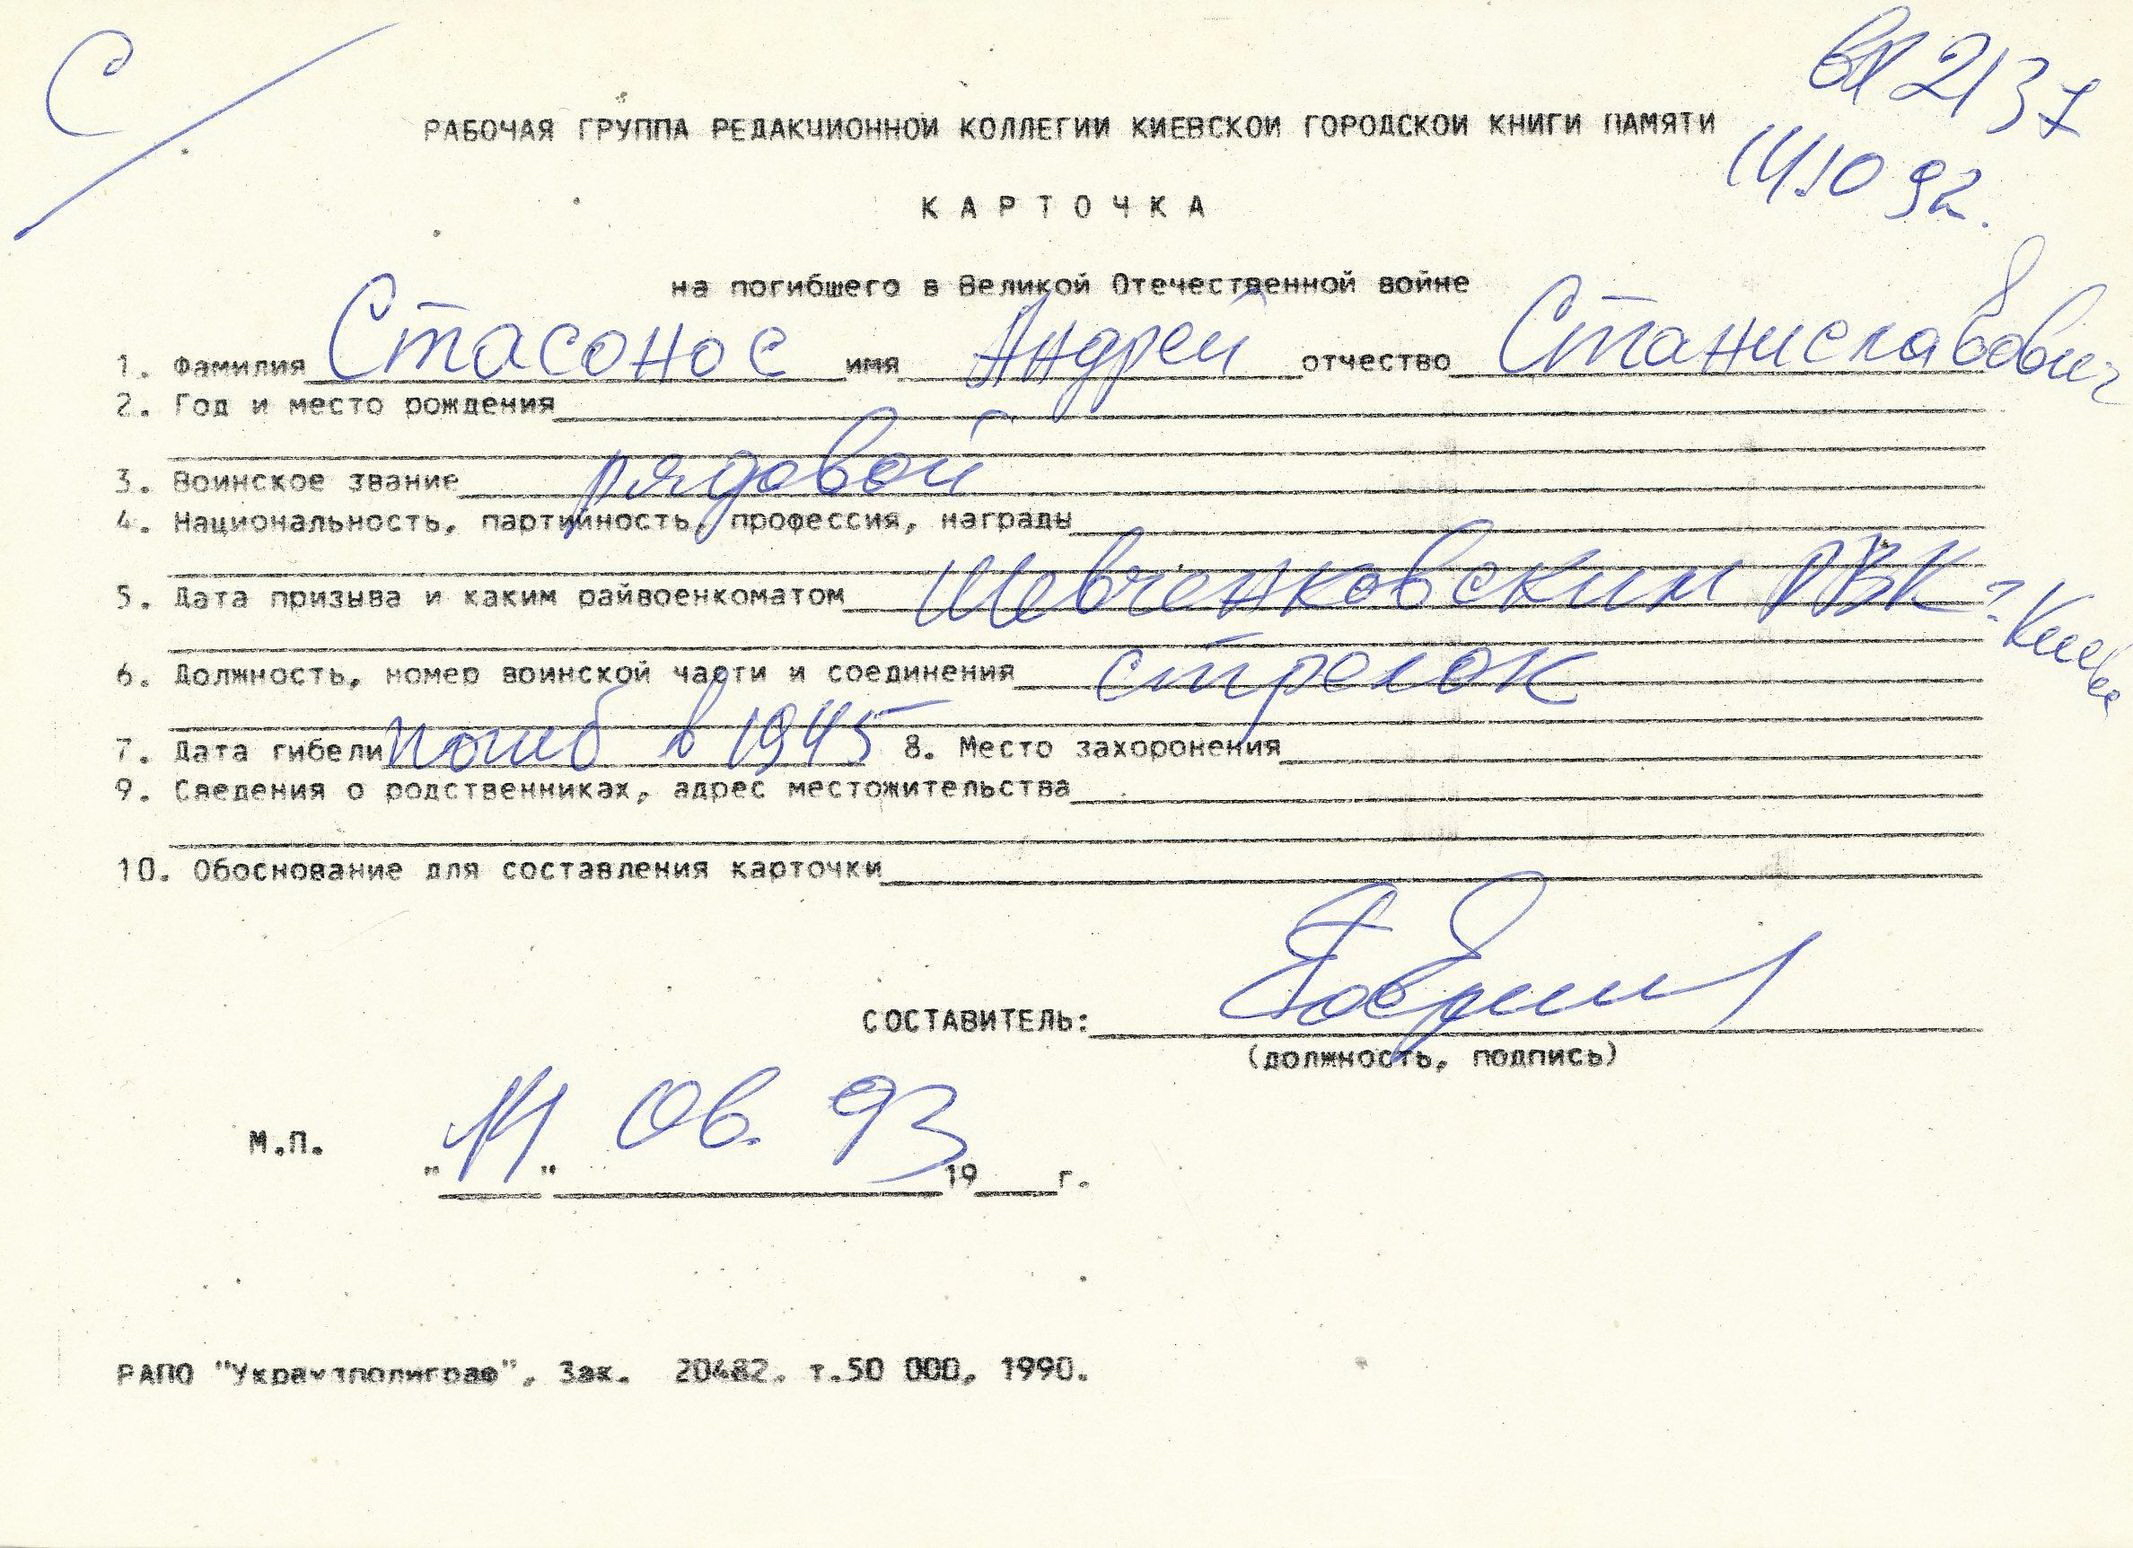 С
вх 2137
14.10 92.
РАБОЧАЯ ГРУППА РЕДАКЦИОННОЙ КОЛЛЕГИИ КИЕВСКОЙ ГОРОДСКОЙ КНИГИ ПАМЯТИ
К А Р Т О Ч К А
на погибшего в Великой Отечественной войне
1. Фамилия Стасонос имя Андрей отчество Станиславович
2. Год и место рождения
3. Воинское звание рядовой
4. Национальность, партийность, профессия, награды
5. Дата призыва и каким райвоенкоматом Шевченковским РВК г. Киева
6. Должность, номер воинской части и соединения стрелок
7. Дата гибели погиб в 1945 8. Место захоронения
9. Сведения о родственниках, адрес местожительства
10. Обоснование для составления карточки
СОСТАВИТЕЛЬ:
(должность, подпись)
М.П. "11" 06. 93 19 г.
РАПО "Укрвузполиграф", Зак. 20482. т.50 000, 1990.